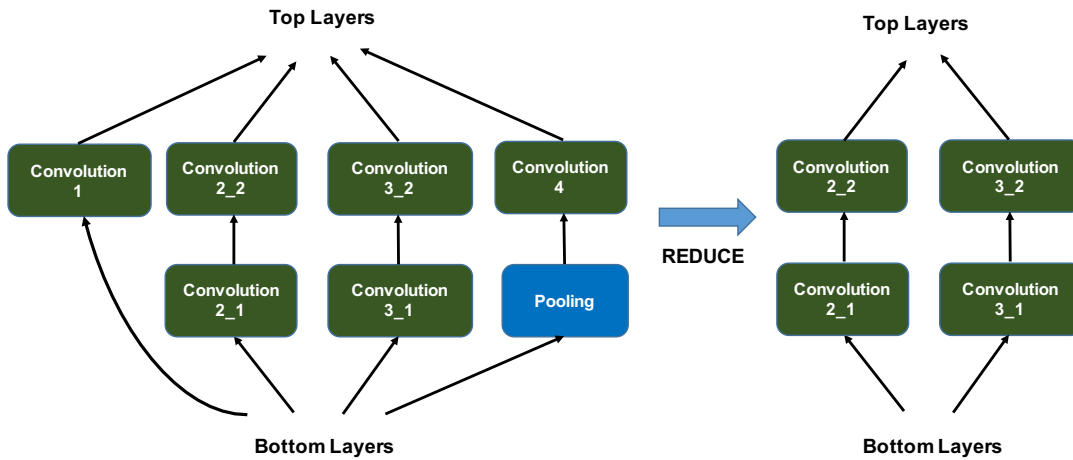 Top Layers
Top Layers
Convolution
1
Convolution
2_2
Convolution
3_2
Convolution
4
Convolution
2_2
Convolution
3_2
REDUCE
Convolution
2_1
Convolution
3_1
Pooling
Convolution
2_1
Convolution
3_1
Bottom Layers
Bottom Layers